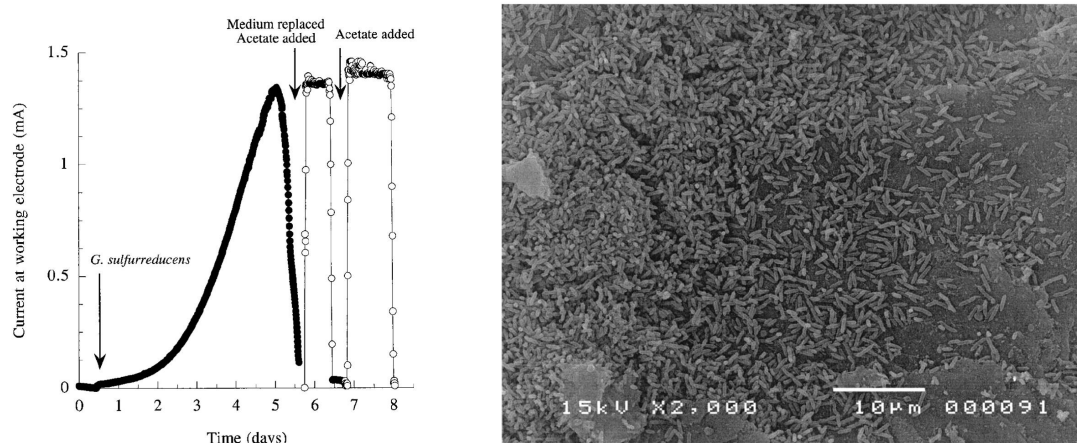 Medium replaced
Acetate added
Acetate added
1.5
1
0.5
0
Current at working electrode (mA)
G. sulfurreducens
0 1 2 3 4 5 6 7 8
Time (days)
15kV X2,000 10µm 000091